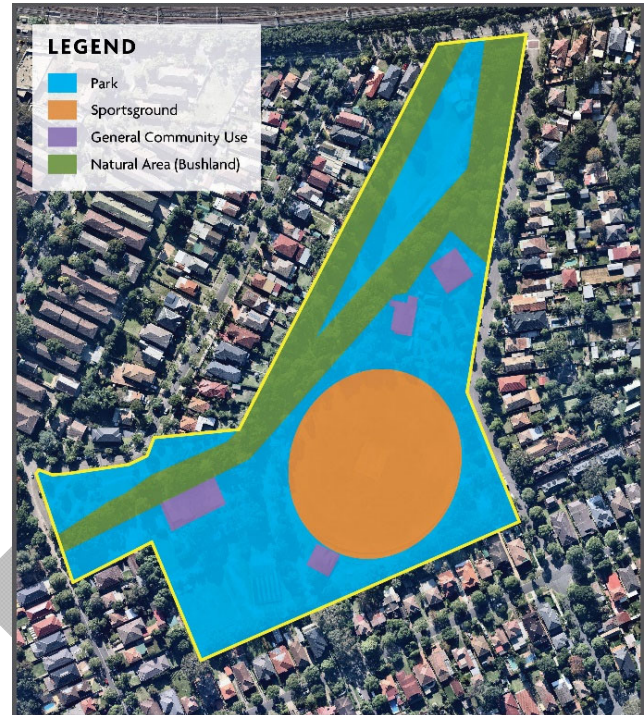 LEGEND
Park
Sportsground
General Community Use
Natural Area (Bushland)